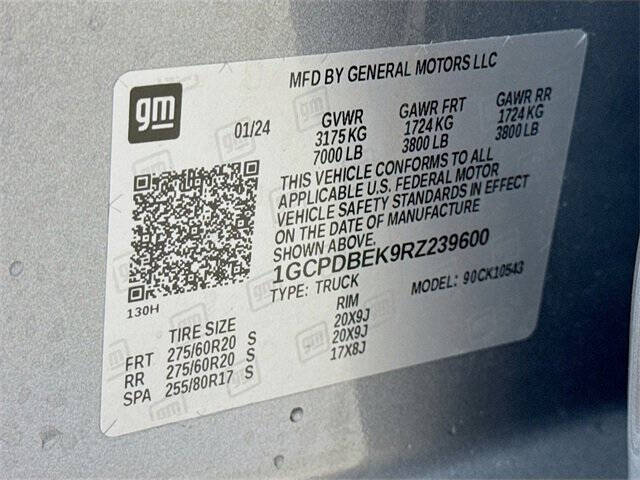 MFD BY GENERAL MOTORS LLC
gm
01/24
GVWR GAWR FRT GAWR RR
3175 KG 1724 KG 1724 KG
7000 LB 3800 LB 3800 LB
THIS VEHICLE CONFORMS TO ALL
APPLICABLE U.S. FEDERAL MOTOR
VEHICLE SAFETY STANDARDS IN EFFECT
ON THE DATE OF MANUFACTURE
SHOWN ABOVE.
1GCPDBEK9RZ239600
TYPE: TRUCK MODEL: 90CK10543
130H
TIRE SIZE RIM
FRT 275/60R20 S 20X9J
RR 275/60R20 S 20X9J
SPA 255/80R17 S 17X8J